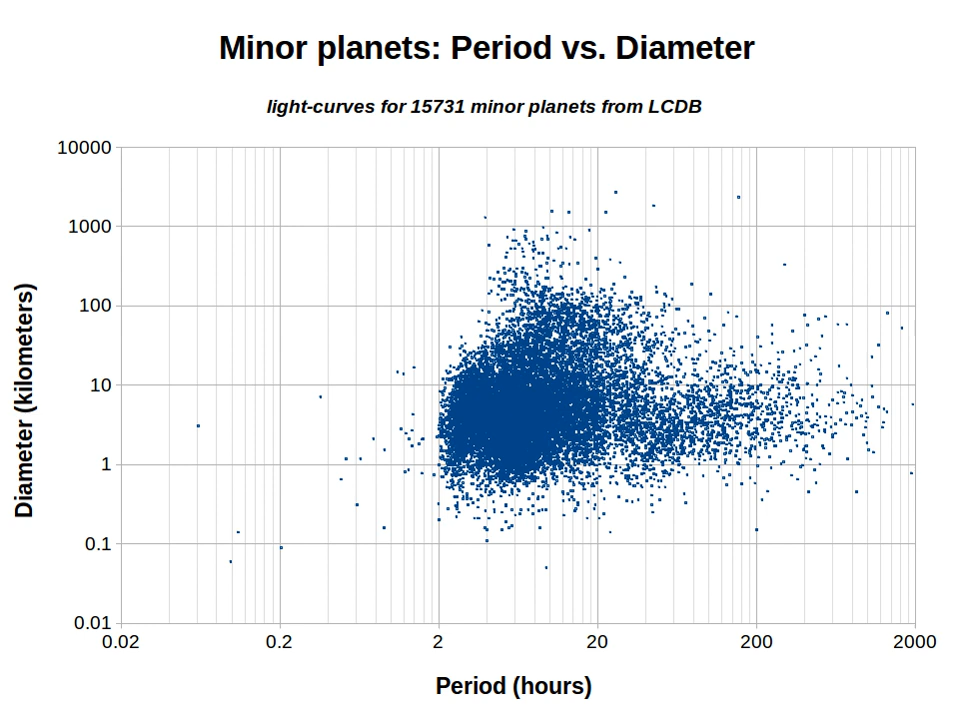 Minor planets: Period vs. Diameter
light-curves for 15731 minor planets from LCDB
10000
1000
100
10
1
0.1
0.01
Diameter (kilometers)
0.02 0.2 2 20 200 2000
Period (hours)